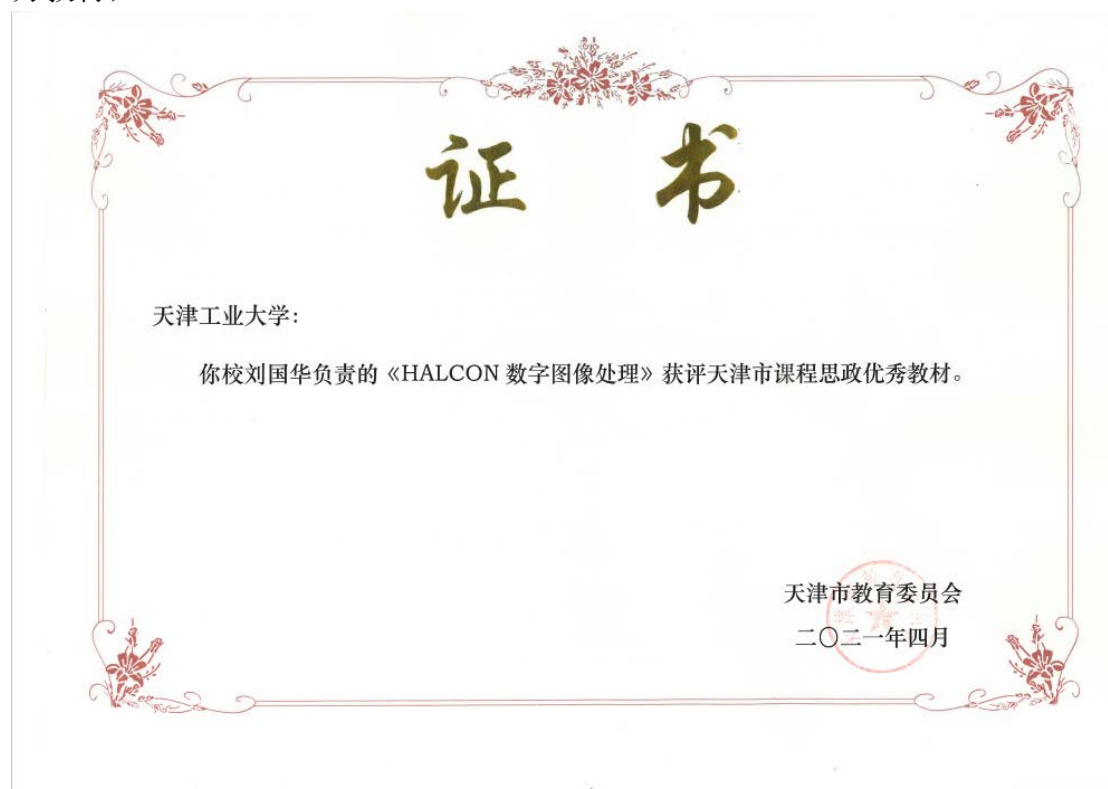 证 书
天津工业大学：
你校刘国华负责的《HALCON 数字图像处理》获评天津市课程思政优秀教材。
天津市教育委员会
二〇二一年四月